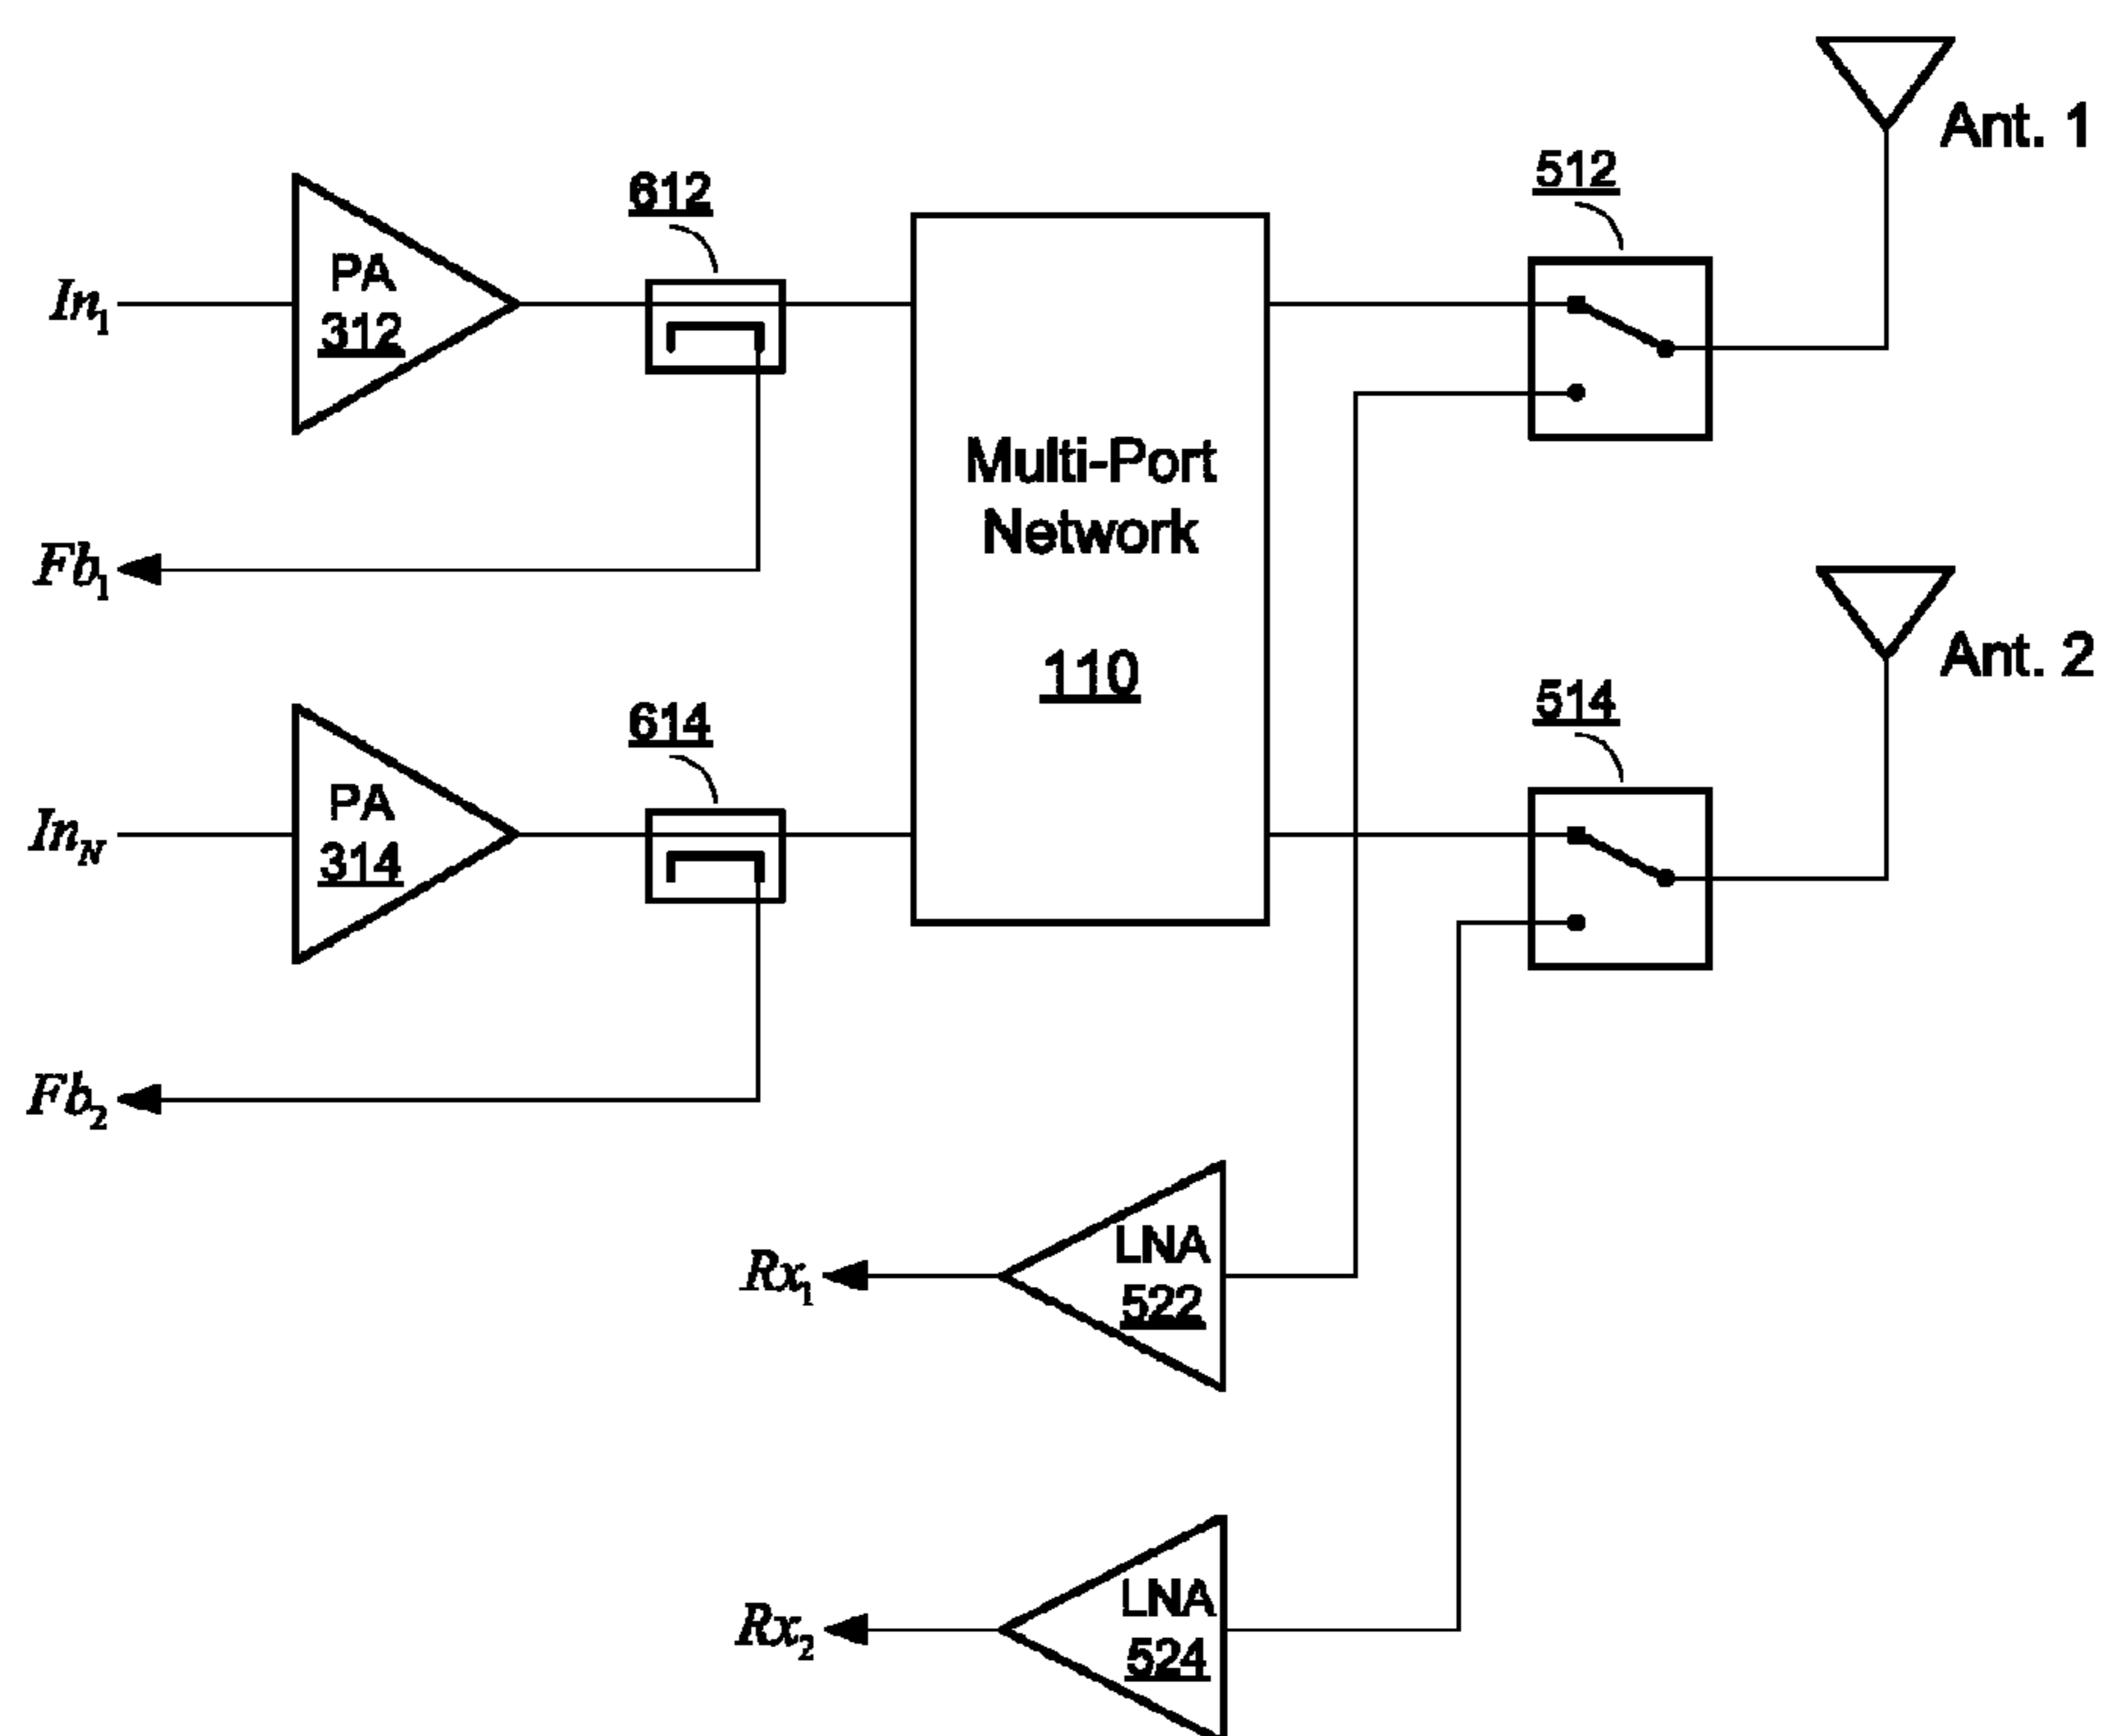 Ant. 1
512
612
PA
312
In₁
Multi-Port
Network
110
Fb₁
Ant. 2
514
614
PA
314
In_N
Fb₂
LNA
522
Rx₁
LNA
524
Rx₂